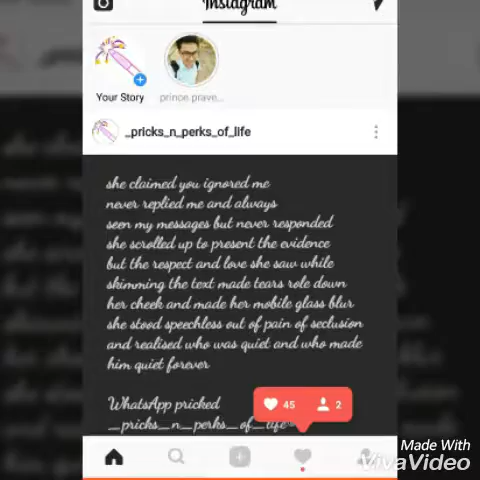 Instagram
Your Story
prince prave...
_pricks_n_perks_of_life
she claimed you ignored me
never replied me and always
seen my messages but never responded
she scrolled up to present the evidence
but the respect and love she saw while
skimming the text made tears role down
her cheek and made her mobile glass blur
she stood speechless out of pain of seclusion
and realised who was quiet and who made
him quiet forever
WhatsApp pricked
_pricks_n_perks_of_life
45
2
Made With
VivaVideo